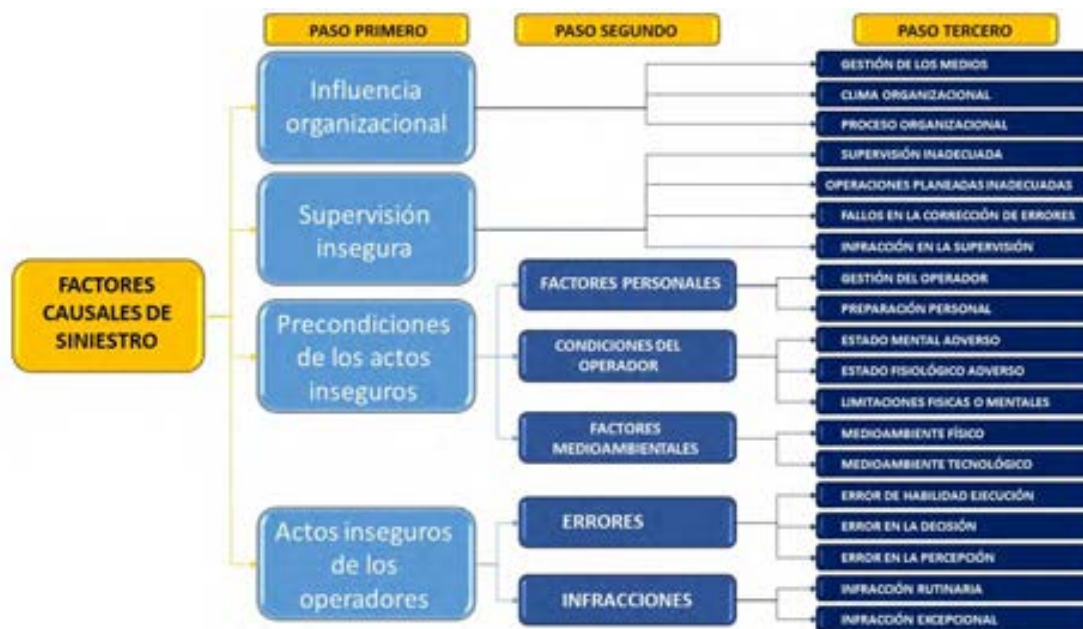 PASO PRIMERO
PASO SEGUNDO
PASO TERCERO
FACTORES
CAUSALES DE
SINIESTRO
Influencia
organizacional
Supervisión
insegura
Precondiciones
de los actos
inseguros
Actos inseguros
de los
operadores
FACTORES PERSONALES
CONDICIONES DEL
OPERADOR
FACTORES
MEDIOAMBIENTALES
ERRORES
INFRACCIONES
GESTIÓN DE LOS MEDIOS
CLIMA ORGANIZACIONAL
PROCESO ORGANIZACIONAL
SUPERVISIÓN INADECUADA
OPERACIONES PLANEADAS INADECUADAS
FALLOS EN LA CORRECCIÓN DE ERRORES
INFRACCIÓN EN LA SUPERVISIÓN
GESTIÓN DEL OPERADOR
PREPARACIÓN PERSONAL
ESTADO MENTAL ADVERSO
ESTADO FISIOLÓGICO ADVERSO
LIMITACIONES FISICAS O MENTALES
MEDIOAMBIENTE FÍSICO
MEDIOAMBIENTE TECNOLÓGICO
ERROR DE HABILIDAD EJECUCIÓN
ERROR EN LA DECISIÓN
ERROR EN LA PERCEPCIÓN
INFRACCIÓN RUTINARIA
INFRACCIÓN EXCEPCIONAL